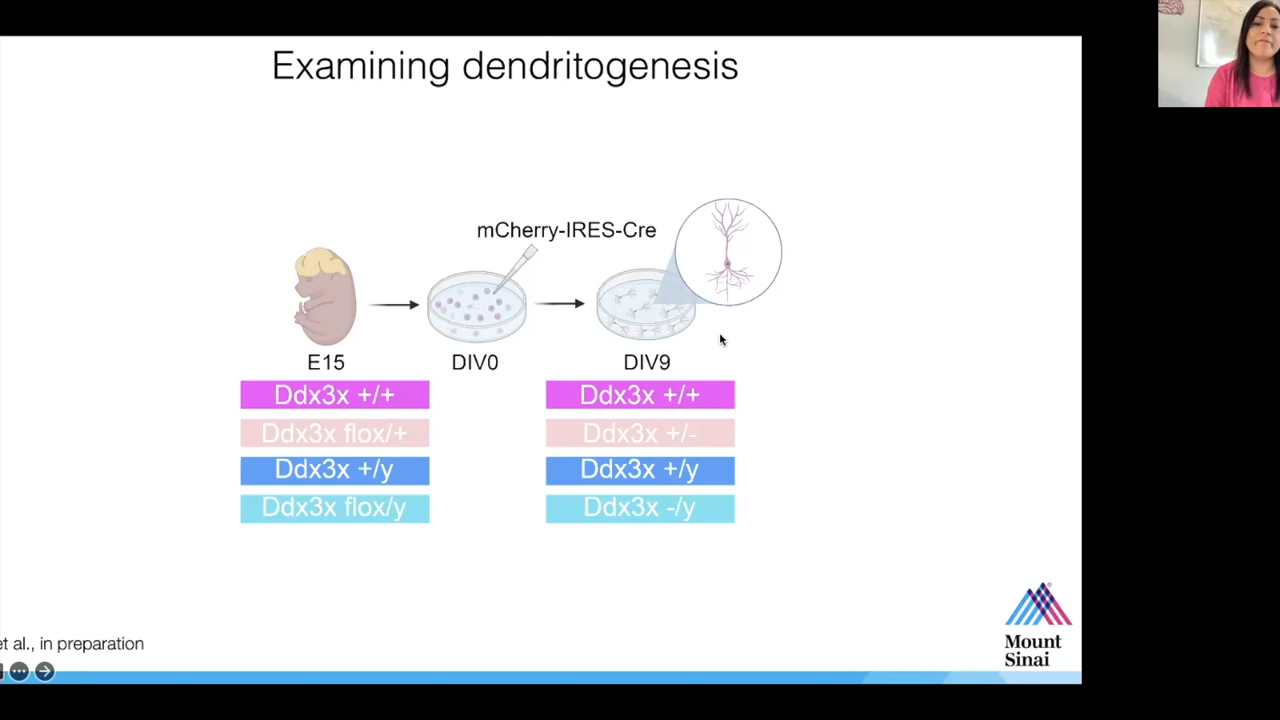 Examining dendritogenesis
mCherry-IRES-Cre
E15
DIV0
DIV9
Ddx3x +/+
Ddx3x flox/+
Ddx3x +/y
Ddx3x flox/y
Ddx3x +/+
Ddx3x +/-
Ddx3x +/y
Ddx3x -/y
et al., in preparation
Mount
Sinai